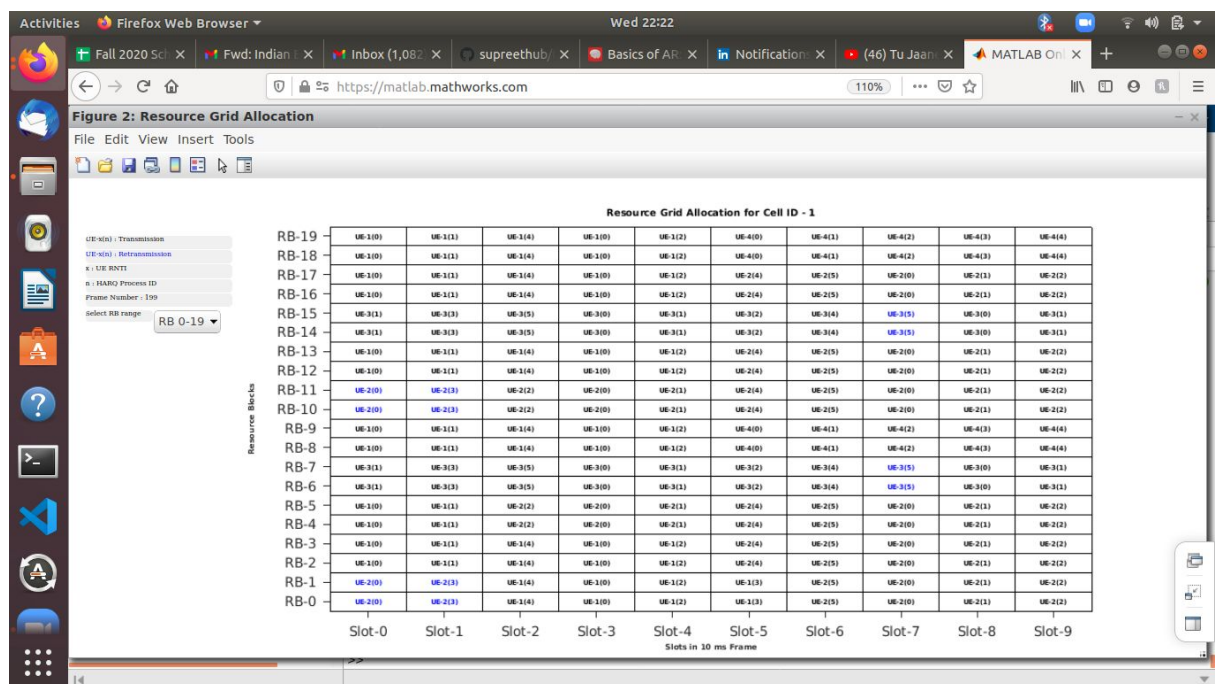 Activities Firefox Web Browser Wed 22:22
Fall 2020 Sch Fwd: Indian Inbox (1,082 supreethub/ Basics of AR: Notifications (46) Tu Jaane MATLAB Onl
https://matlab.mathworks.com 110%
Figure 2: Resource Grid Allocation
File Edit View Insert Tools
Resource Grid Allocation for Cell ID - 1
UE-x(n) : Transmission
UE-x(n) : Retransmission
x : UE RNTI
n : HARQ Process ID
Frame Number : 199
Select RB range RB 0-19
Resource Blocks
RB-19 UE-1(0) UE-1(1) UE-1(4) UE-1(0) UE-1(2) UE-4(0) UE-4(1) UE-4(2) UE-4(3) UE-4(4)
RB-18 UE-1(0) UE-1(1) UE-1(4) UE-1(0) UE-1(2) UE-4(0) UE-4(1) UE-4(2) UE-4(3) UE-4(4)
RB-17 UE-1(0) UE-1(1) UE-1(4) UE-1(0) UE-1(2) UE-2(4) UE-2(5) UE-2(0) UE-2(1) UE-2(2)
RB-16 UE-1(0) UE-1(1) UE-1(4) UE-1(0) UE-1(2) UE-2(4) UE-2(5) UE-2(0) UE-2(1) UE-2(2)
RB-15 UE-3(1) UE-3(3) UE-3(5) UE-3(0) UE-3(1) UE-3(2) UE-3(4) UE-3(5) UE-3(0) UE-3(1)
RB-14 UE-3(1) UE-3(3) UE-3(5) UE-3(0) UE-3(1) UE-3(2) UE-3(4) UE-3(5) UE-3(0) UE-3(1)
RB-13 UE-1(0) UE-1(1) UE-1(4) UE-1(0) UE-1(2) UE-2(4) UE-2(5) UE-2(0) UE-2(1) UE-2(2)
RB-12 UE-1(0) UE-1(1) UE-1(4) UE-1(0) UE-1(2) UE-2(4) UE-2(5) UE-2(0) UE-2(1) UE-2(2)
RB-11 UE-2(0) UE-2(3) UE-2(2) UE-2(0) UE-2(1) UE-2(4) UE-2(5) UE-2(0) UE-2(1) UE-2(2)
RB-10 UE-2(0) UE-2(3) UE-2(2) UE-2(0) UE-2(1) UE-2(4) UE-2(5) UE-2(0) UE-2(1) UE-2(2)
RB-9 UE-1(0) UE-1(1) UE-1(4) UE-1(0) UE-1(2) UE-4(0) UE-4(1) UE-4(2) UE-4(3) UE-4(4)
RB-8 UE-1(0) UE-1(1) UE-1(4) UE-1(0) UE-1(2) UE-4(0) UE-4(1) UE-4(2) UE-4(3) UE-4(4)
RB-7 UE-3(1) UE-3(3) UE-3(5) UE-3(0) UE-3(1) UE-3(2) UE-3(4) UE-3(5) UE-3(0) UE-3(1)
RB-6 UE-3(1) UE-3(3) UE-3(5) UE-3(0) UE-3(1) UE-3(2) UE-3(4) UE-3(5) UE-3(0) UE-3(1)
RB-5 UE-1(0) UE-1(1) UE-2(2) UE-2(0) UE-2(1) UE-2(4) UE-2(5) UE-2(0) UE-2(1) UE-2(2)
RB-4 UE-1(0) UE-1(1) UE-2(2) UE-2(0) UE-2(1) UE-2(4) UE-2(5) UE-2(0) UE-2(1) UE-2(2)
RB-3 UE-1(0) UE-1(1) UE-1(4) UE-1(0) UE-1(2) UE-2(4) UE-2(5) UE-2(0) UE-2(1) UE-2(2)
RB-2 UE-1(0) UE-1(1) UE-1(4) UE-1(0) UE-1(2) UE-2(4) UE-2(5) UE-2(0) UE-2(1) UE-2(2)
RB-1 UE-2(0) UE-2(3) UE-1(4) UE-1(0) UE-1(2) UE-1(3) UE-2(5) UE-2(0) UE-2(1) UE-2(2)
RB-0 UE-2(0) UE-2(3) UE-1(4) UE-1(0) UE-1(2) UE-1(3) UE-2(5) UE-2(0) UE-2(1) UE-2(2)
Slot-0 Slot-1 Slot-2 Slot-3 Slot-4 Slot-5 Slot-6 Slot-7 Slot-8 Slot-9
Slots in 10 ms Frame
>>